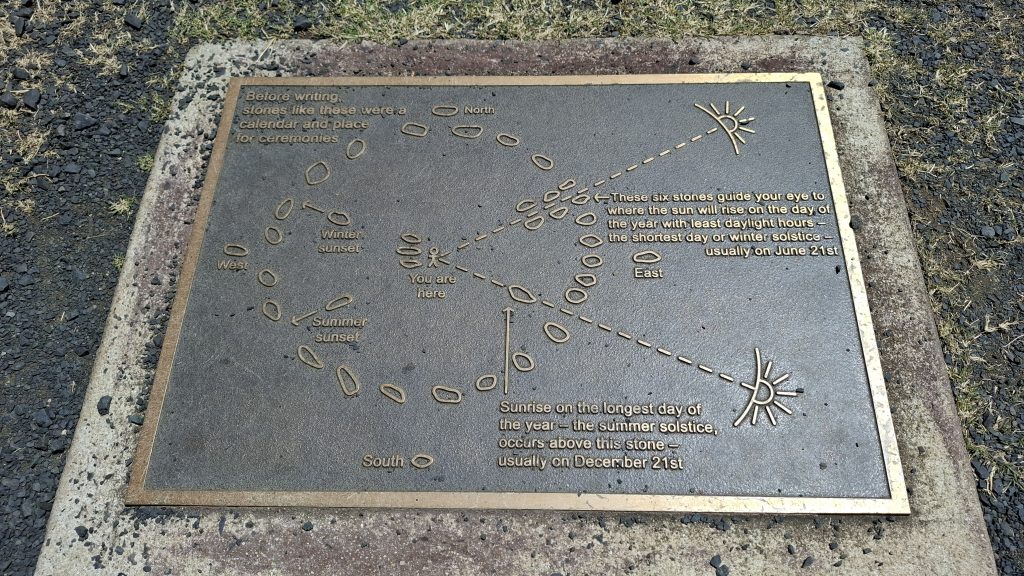 Before writing,
stones like these were a
calendar and place
for ceremonies
North
These six stones guide your eye to
where the sun will rise on the day of
the year with least daylight hours –
the shortest day or winter solstice –
usually on June 21st
Winter
sunset
West
East
You are
here
Summer
sunset
Sunrise on the longest day of
the year – the summer solstice,
occurs above this stone –
usually on December 21st
South